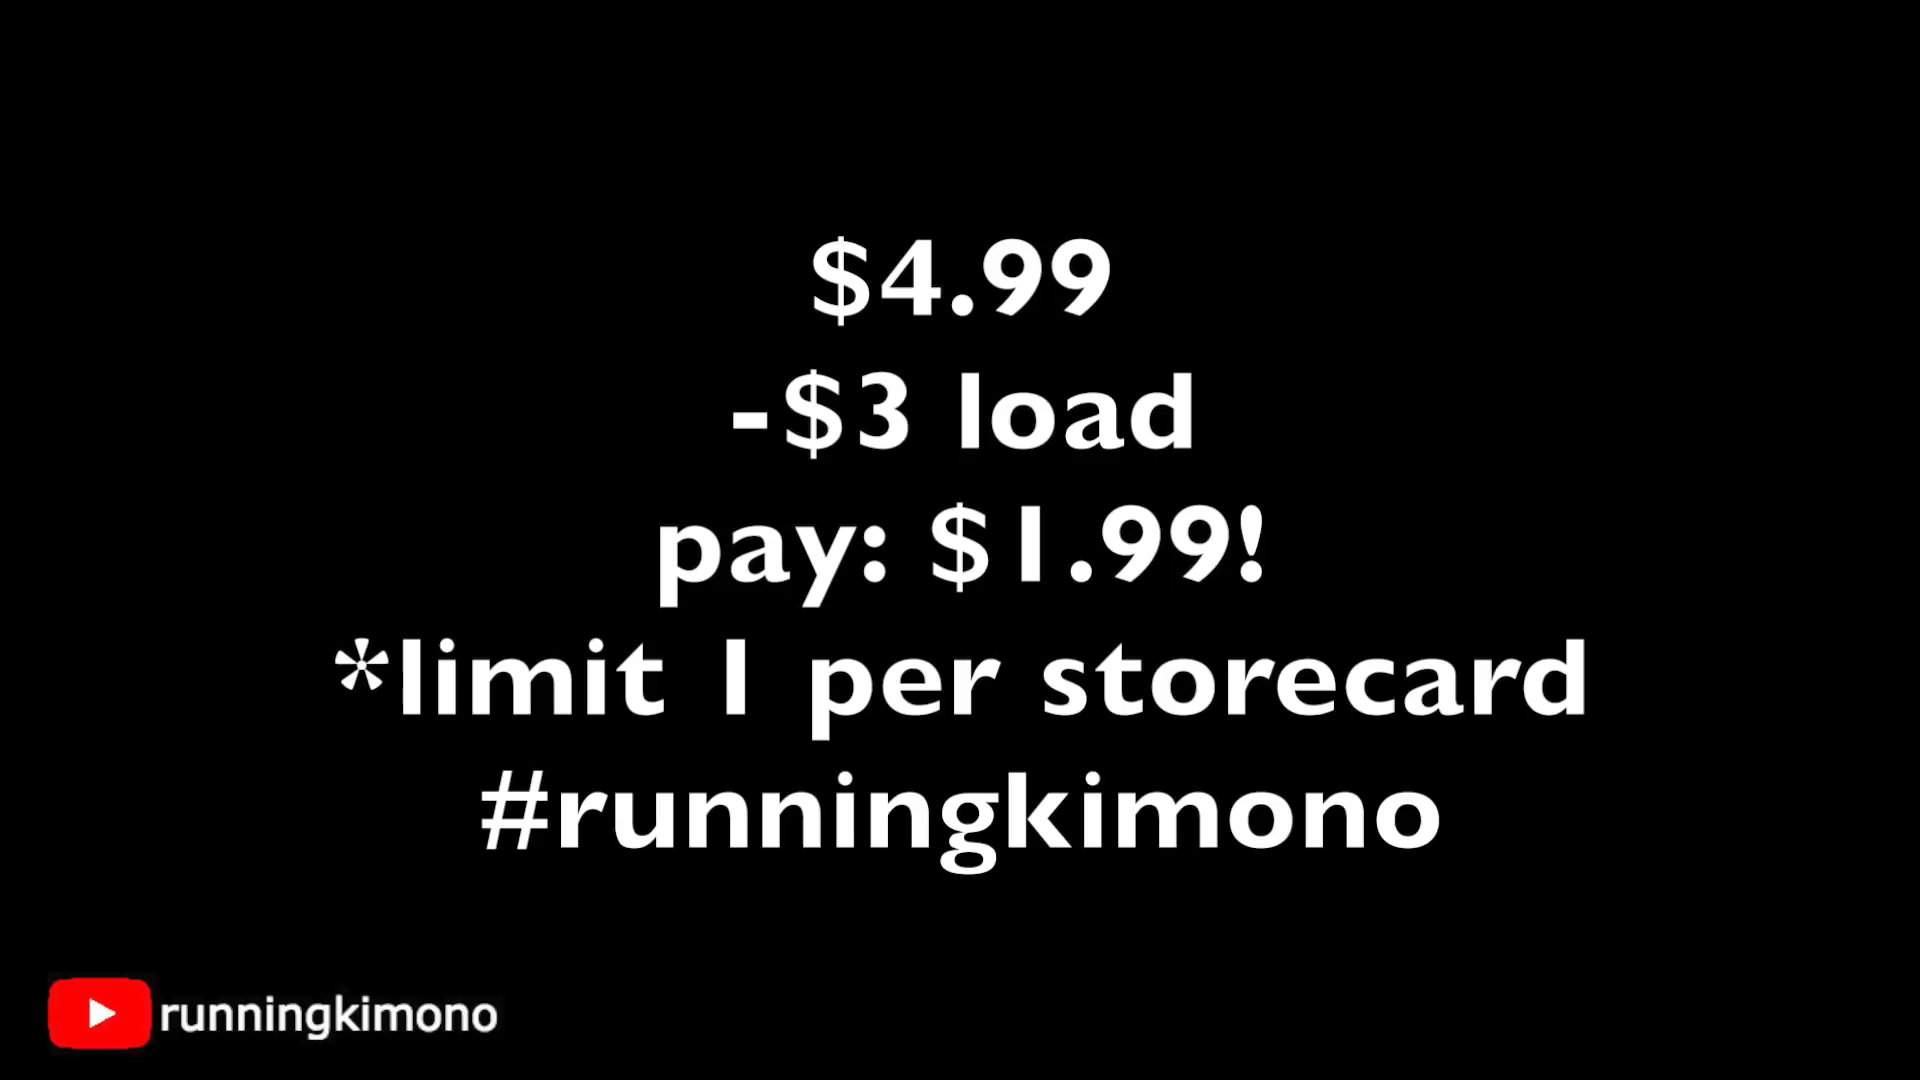 $4.99
-$3 load
pay: $1.99!
*limit 1 per storecard
#runningkimono
runningkimono